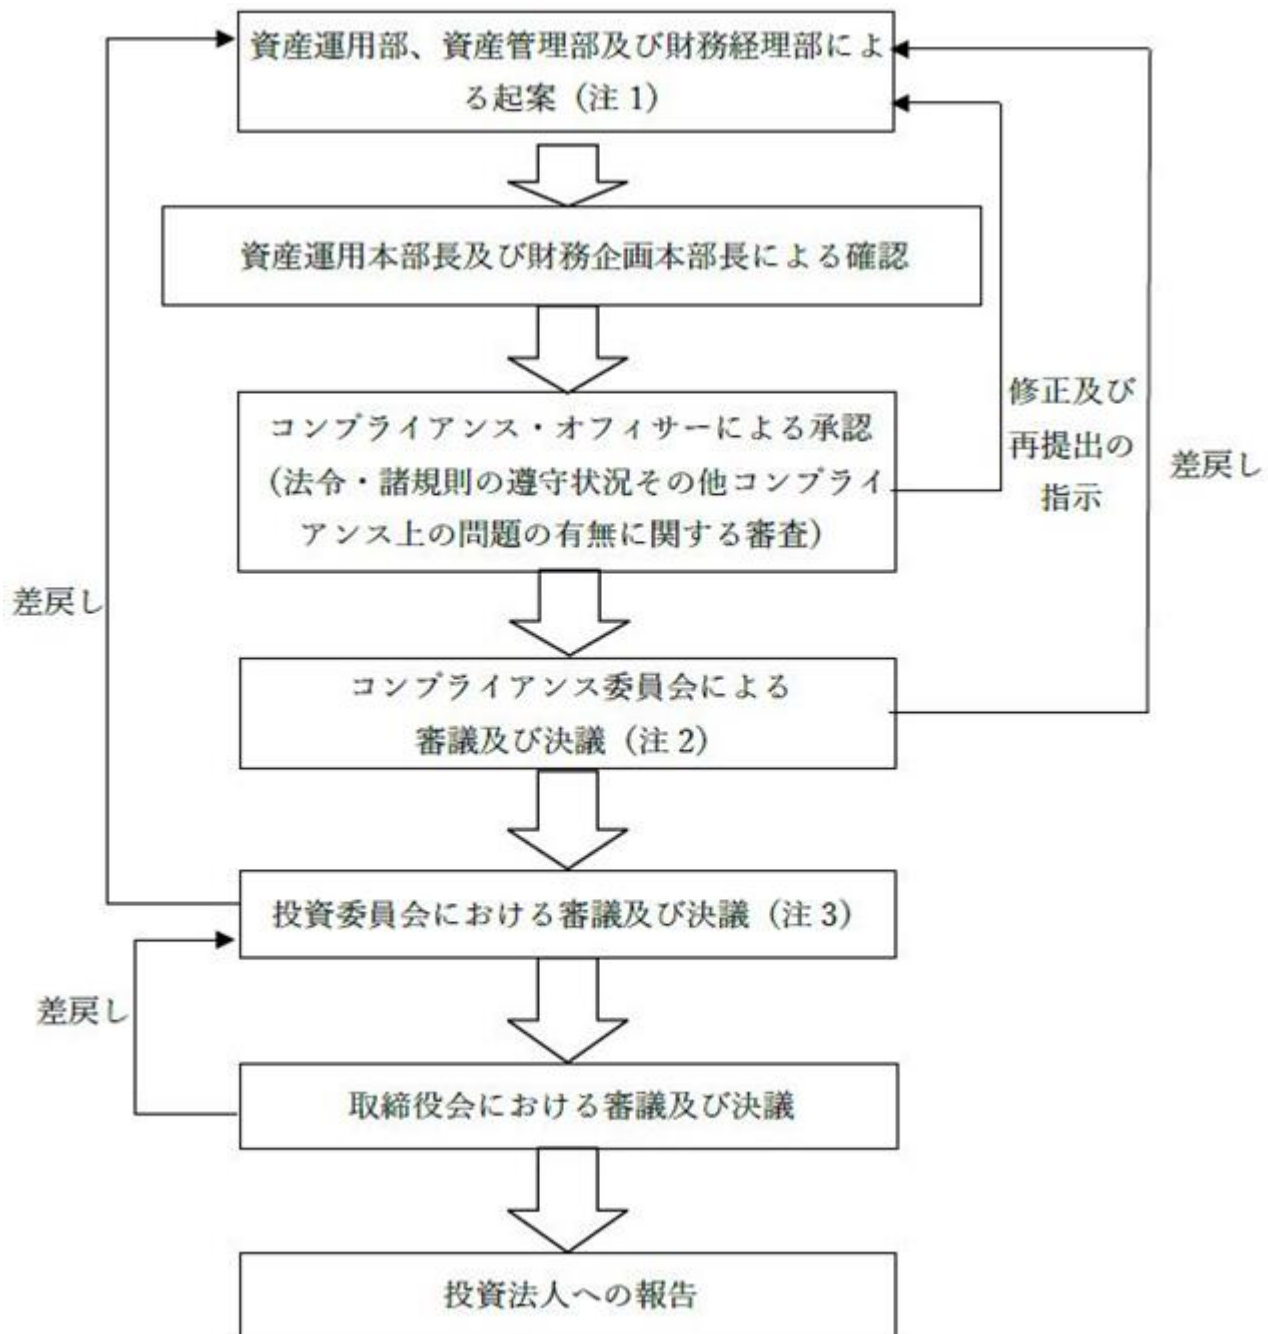 資産運用部、資産管理部及び財務経理部によ
る起案（注 1）
資産運用本部長及び財務企画本部長による確認
コンプライアンス・オフィサーによる承認
（法令・諸規則の遵守状況その他コンプライ
アンス上の問題の有無に関する審査）
修正及び
再提出の
指示
差戻し
差戻し
コンプライアンス委員会による
審議及び決議（注 2）
投資委員会における審議及び決議（注 3）
差戻し
取締役会における審議及び決議
投資法人への報告